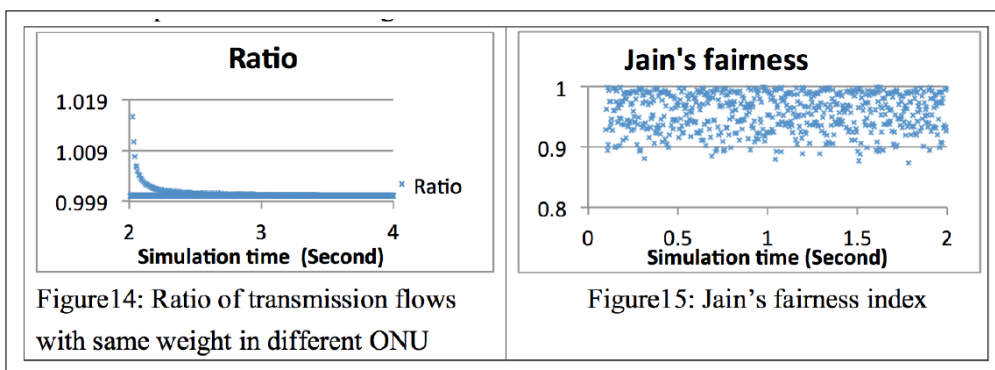 Ratio
1.019
1.009
0.999
2
3
4
Ratio
Simulation time (Second)
Figure14: Ratio of transmission flows
with same weight in different ONU
Jain's fairness
1
0.9
0.8
0
0.5
1
1.5
2
Simulation time (Second)
Figure15: Jain’s fairness index